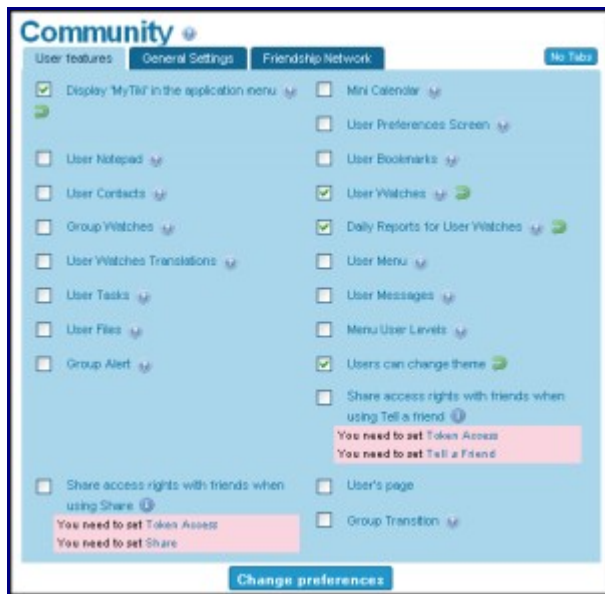 Community
User features
General Settings
Friendship Network
No Tabs
Display 'MyTiki' in the application menu
Mini Calendar
User Preferences Screen
User Notepad
User Bookmarks
User Contacts
User Watches
Group Watches
Daily Reports for User Watches
User Watches Translations
User Menu
User Tasks
User Messages
User Files
Menu User Levels
Group Alert
Users can change theme
Share access rights with friends when
using Tell a friend
You need to set Token Access
You need to set Tell a Friend
Share access rights with friends when
using Share
You need to set Token Access
You need to set Share
User's page
Group Transition
Change preferences